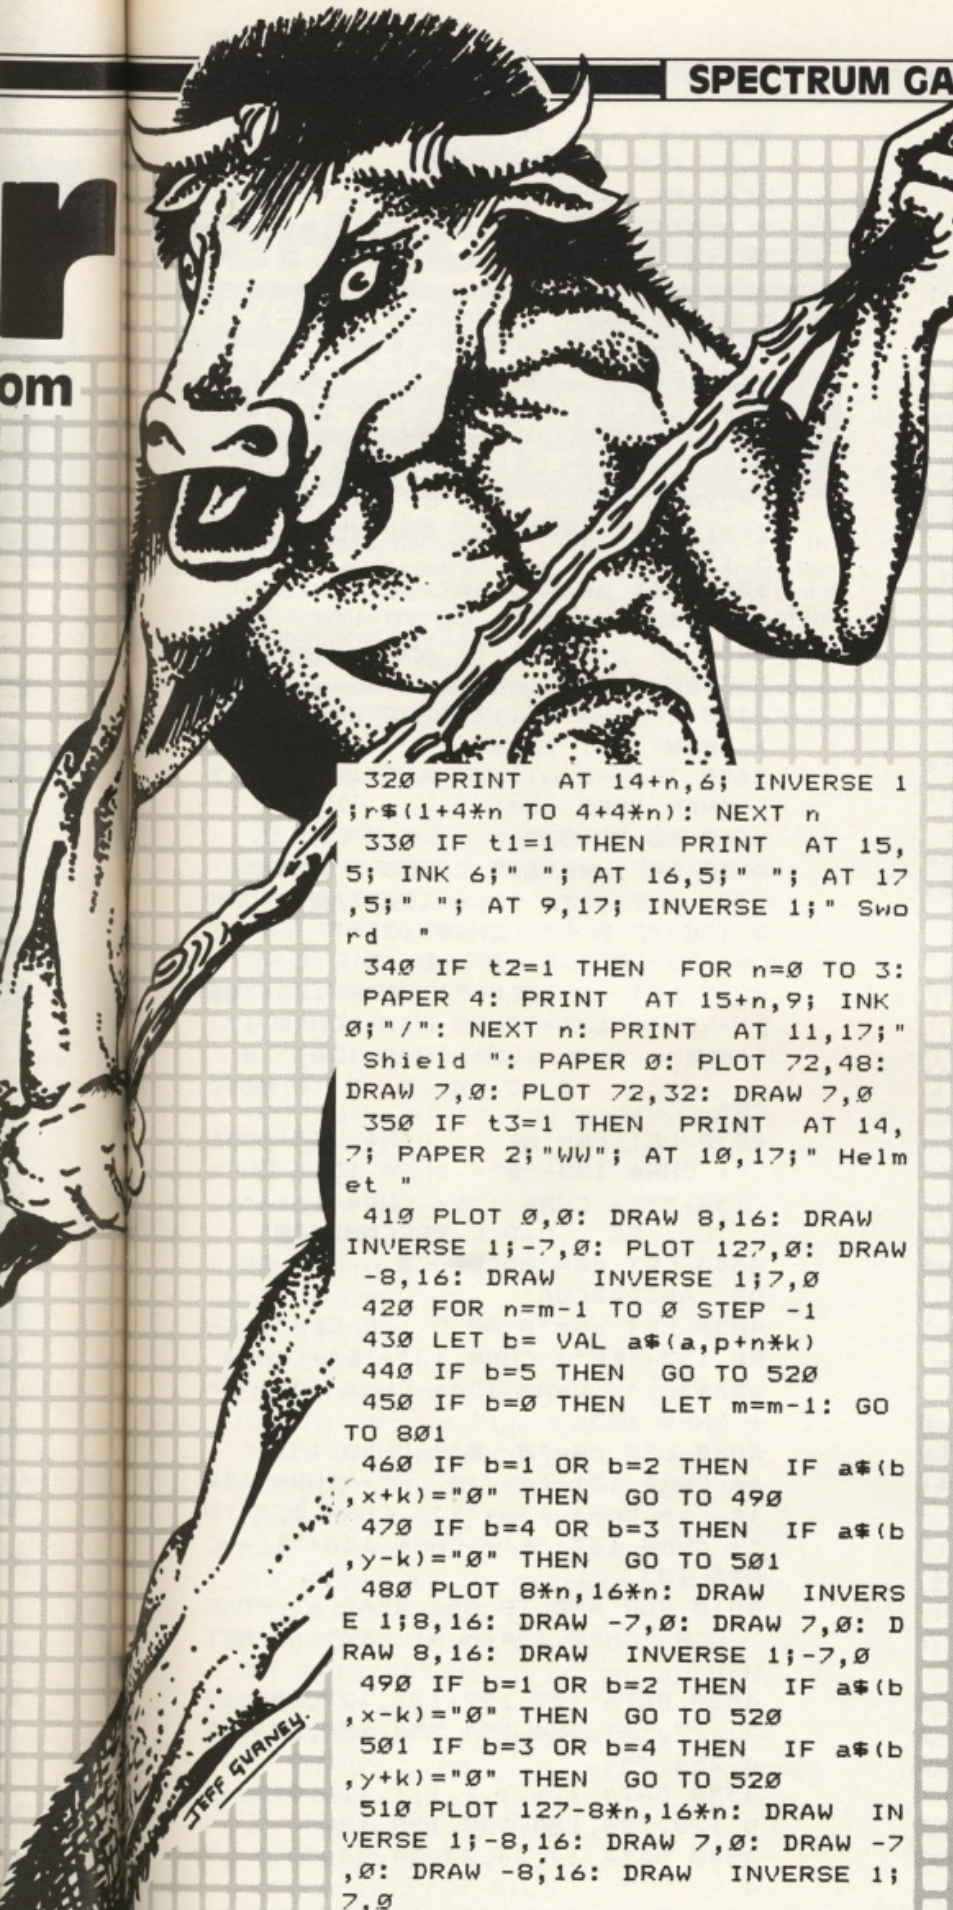 SPECTRUM GA
r
om
320 PRINT AT 14+n,6; INVERSE 1
;r$(1+4*n TO 4+4*n): NEXT n
330 IF t1=1 THEN PRINT AT 15,
5; INK 6;" "; AT 16,5;" "; AT 17
,5;" "; AT 9,17; INVERSE 1;" Swo
rd "
340 IF t2=1 THEN FOR n=0 TO 3:
PAPER 4: PRINT AT 15+n,9; INK
0;"/": NEXT n: PRINT AT 11,17;"
Shield ": PAPER 0: PLOT 72,48:
DRAW 7,0: PLOT 72,32: DRAW 7,0
350 IF t3=1 THEN PRINT AT 14,
7; PAPER 2;"WW"; AT 10,17;" Helm
et "
410 PLOT 0,0: DRAW 8,16: DRAW
INVERSE 1;-7,0: PLOT 127,0: DRAW
-8,16: DRAW INVERSE 1;7,0
420 FOR n=m-1 TO 0 STEP -1
430 LET b= VAL a$(a,p+n*k)
440 IF b=5 THEN GO TO 520
450 IF b=0 THEN LET m=m-1: GO
TO 801
460 IF b=1 OR b=2 THEN IF a$(b
,x+k)="0" THEN GO TO 490
470 IF b=4 OR b=3 THEN IF a$(b
,y-k)="0" THEN GO TO 501
480 PLOT 8*n,16*n: DRAW INVERS
E 1;8,16: DRAW -7,0: DRAW 7,0: D
RAW 8,16: DRAW INVERSE 1;-7,0
490 IF b=1 OR b=2 THEN IF a$(b
,x-k)="0" THEN GO TO 520
501 IF b=3 OR b=4 THEN IF a$(b
,y+k)="0" THEN GO TO 520
510 PLOT 127-8*n,16*n: DRAW IN
VERSE 1;-8,16: DRAW 7,0: DRAW -7
,0: DRAW -8,16: DRAW INVERSE 1;
7,0
JEFF GURNEY.